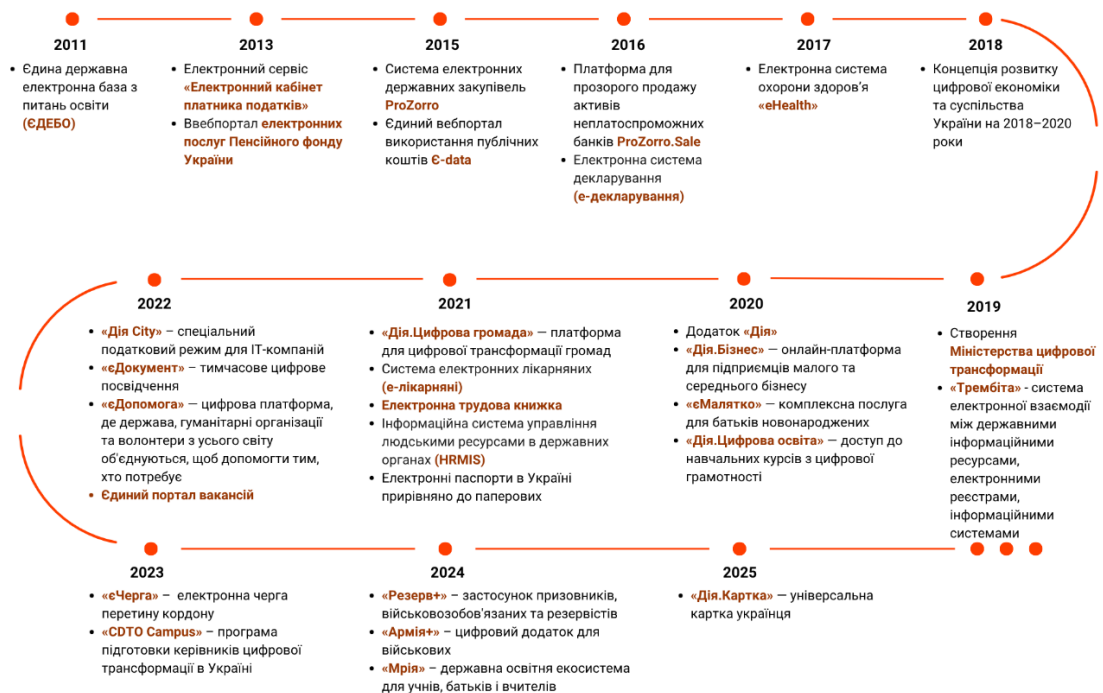 2011
• Єдина державна
електронна база з
питань освіти
(ЄДЕБО)
2013
• Електронний сервіс
«Електронний кабінет
платника податків»
• Ввебпортал електронних
послуг Пенсійного фонду
України
2015
• Система електронних
державних закупівель
ProZorro
• Єдиний вебпортал
використання публічних
коштів Є-data
2016
• Платформа для
прозорого продажу
активів
неплатоспроможних
банків ProZorro.Sale
• Електронна система
декларування
(е-декларування)
2017
• Електронна система
охорони здоров'я
«eHealth»
2018
• Концепція розвитку
цифрової економіки
та суспільства
України на 2018–2020
роки
2019
• Створення
Міністерства цифрової
трансформації
• «Трембіта» - система
електронної взаємодії
між державними
інформаційними
ресурсами,
електронними
реєстрами,
інформаційними
системами
2020
• Додаток «Дія»
• «Дія.Бізнес» — онлайн-платформа
для підприємців малого та
середнього бізнесу
• «єМалятко» — комплексна послуга
для батьків новонароджених
• «Дія.Цифрова освіта» — доступ до
навчальних курсів з цифрової
грамотності
2021
• «Дія.Цифрова громада» — платформа
для цифрової трансформації громад
• Система електронних лікарняних
(е-лікарняні)
• Електронна трудова книжка
• Інформаційна система управління
людськими ресурсами в державних
органах (HRMIS)
• Електронні паспорти в Україні
прирівняно до паперових
2022
• «Дія City» – спеціальний
податковий режим для ІТ-компаній
• «єДокумент» – тимчасове цифрове
посвідчення
• «єДопомога» – цифрова платформа,
де держава, гуманітарні організації
та волонтери з усього світу
об'єднуються, щоб допомогти тим,
хто потребує
• Єдиний портал вакансій
2023
• «єЧерга» – електронна черга
перетину кордону
• «CDTO Campus» – програма
підготовки керівників цифрової
трансформації в Україні
2024
• «Резерв+» – застосунок призовників,
військовозобов'язаних та резервістів
• «Армія+» – цифровий додаток для
військових
• «Мрія» – державна освітня екосистема
для учнів, батьків і вчителів
2025
• «Дія.Картка» — універсальна
картка українця